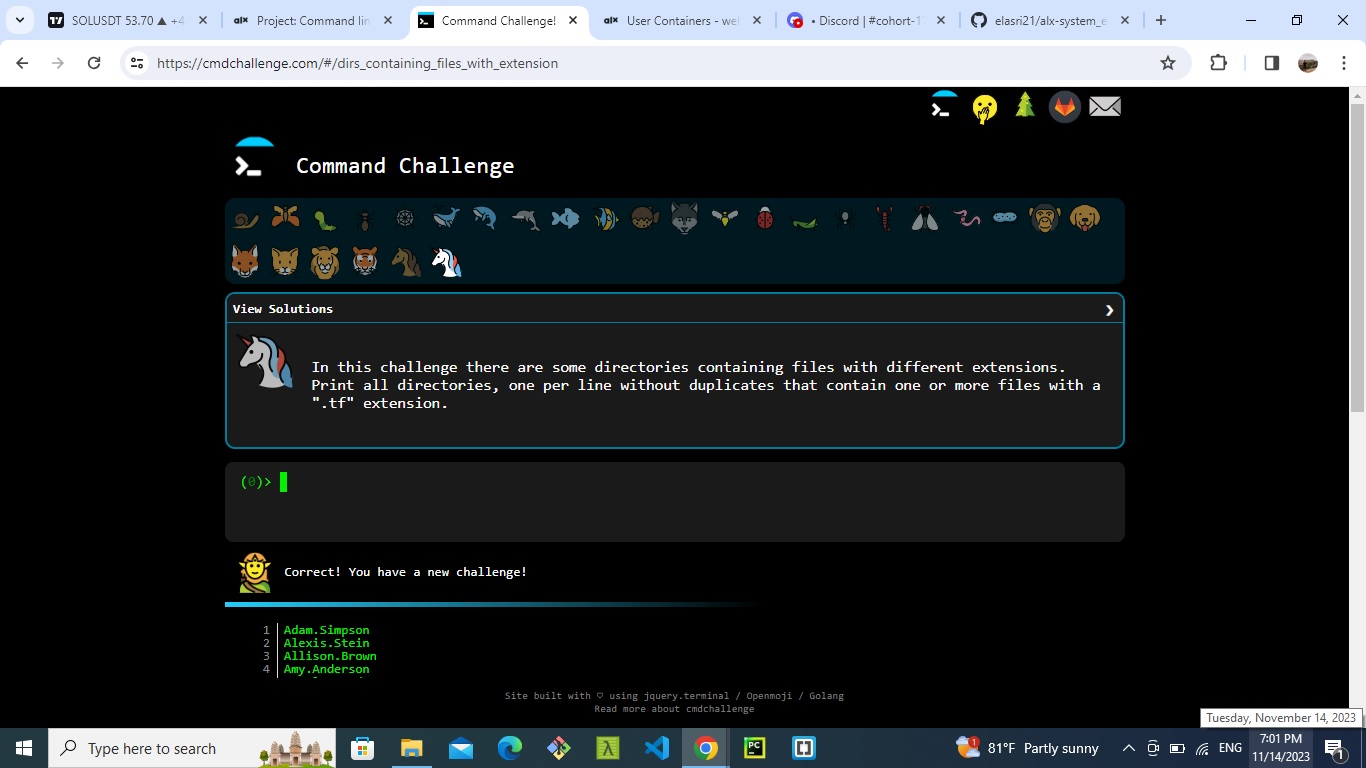 SOLUSDT 53.70 ▲ +4
Project: Command lin
Command Challenge!
User Containers - wel
• Discord | #cohort-1
elasri21/alx-system_e
https://cmdchallenge.com/#/dirs_containing_files_with_extension
Command Challenge
View Solutions
In this challenge there are some directories containing files with different extensions.
Print all directories, one per line without duplicates that contain one or more files with a
".tf" extension.
(0)>
Correct! You have a new challenge!
1 Adam.Simpson
2 Alexis.Stein
3 Allison.Brown
4 Amy.Anderson
Site built with ♡ using jquery.terminal / Openmoji / Golang
Read more about cmdchallenge
Tuesday, November 14, 2023
Type here to search
81°F Partly sunny
ENG
7:01 PM
11/14/2023
1